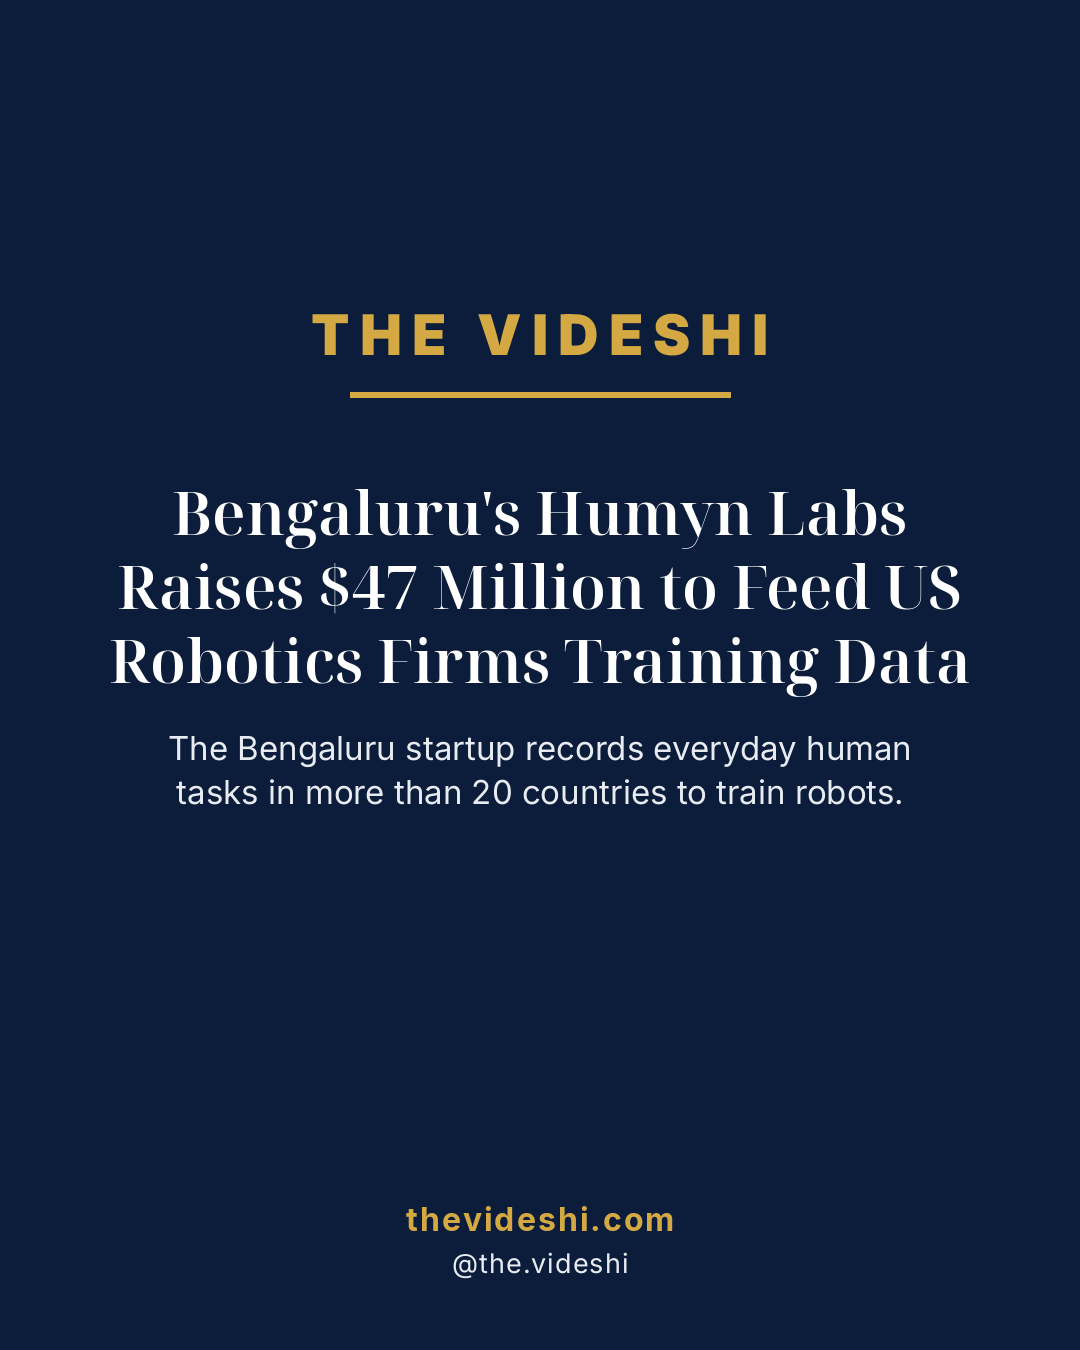 THE VIDESHI
Bengaluru's Humyn Labs
Raises $47 Million to Feed US
Robotics Firms Training Data
The Bengaluru startup records everyday human
tasks in more than 20 countries to train robots.
thevideshi.com
@the.videshi